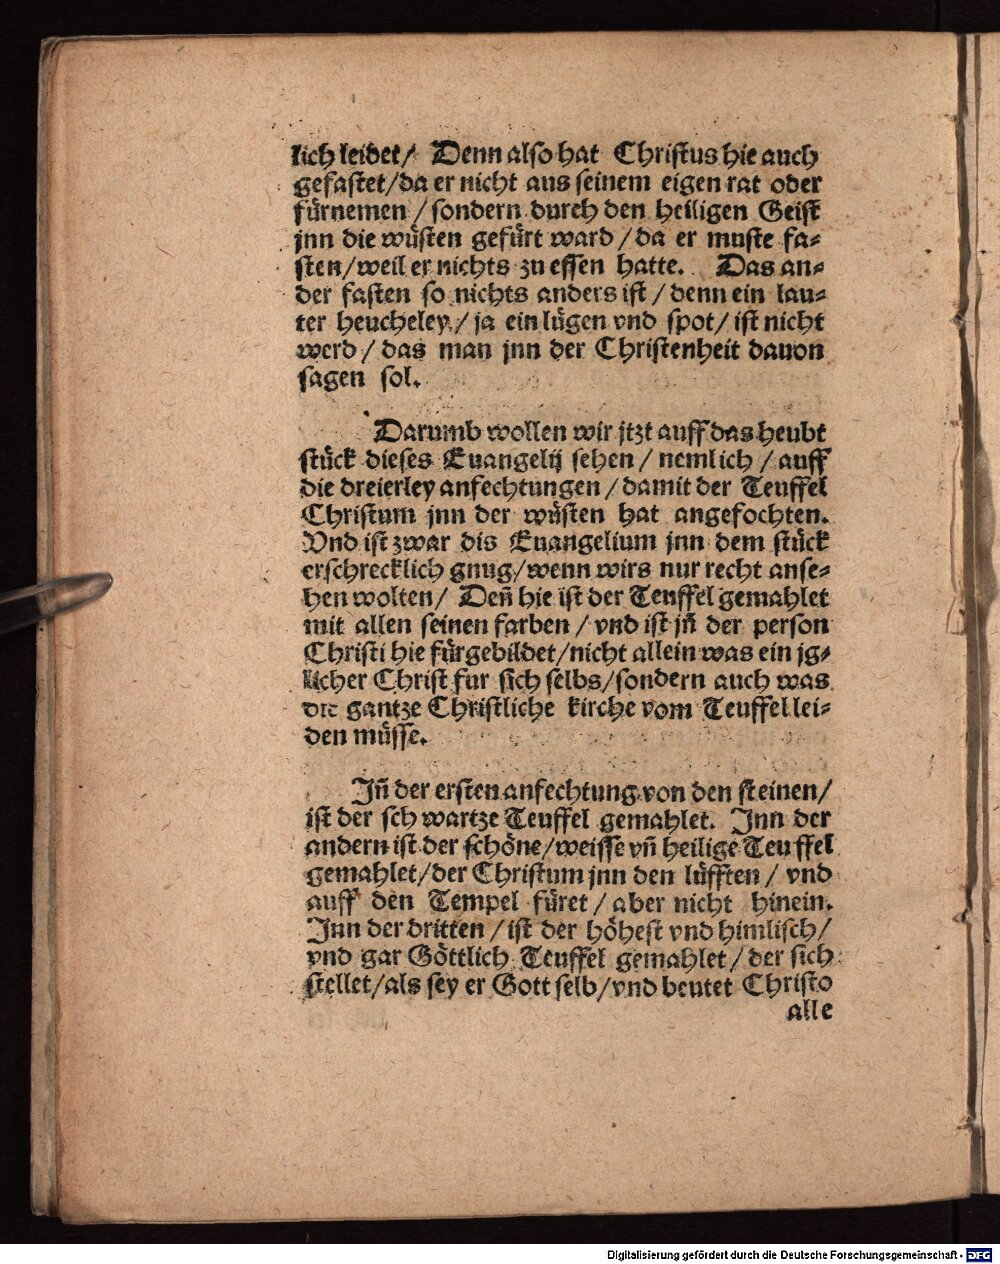 lich leidet/ Denn also hat Christus hie auch
gefastet/da er nicht aus seinem eigen rat oder
fürnemen/sondern durch den heiligen Geist
jnn die wüsten gefürt ward/da er muste fa-
sten/weil er nichts zu essen hatte. Das an-
der fasten so nichts anders ist/denn ein lau-
ter heucheley/ja ein lügen vnd spot/ist nicht
werd/das man jnn der Christenheit dauon
sagen sol.
Darumb wollen wir jtzt auff das heubt
stück dieses Euangelij sehen/nemlich/auff
die dreierley anfechtungen/damit der Teuffel
Christum jnn der wüsten hat angefochten.
Vnd ist zwar dis Euangelium jnn dem stück
erschrecklich gnug/wenn wirs nur recht anse-
hen wolten/ Deñ hie ist der Teuffel gemahlet
mit allen seinen farben/vnd ist jñ der person
Christi hie fürgebildet/nicht allein was ein jg-
licher Christ fur sich selbs/sondern auch was
die gantze Christliche kirche vom Teuffel lei-
den müsse.
Jñ der ersten anfechtung von den steinen/
ist der schwartze Teuffel gemahlet. Jnn der
andern ist der schöne/weisse vñ heilige Teuffel
gemahlet/der Christum jnn den lüfften/vnd
auff den Tempel füret/aber nicht hinein.
Jnn der dritten/ist der höhest vnd himlisch/
vnd gar Göttlich Teuffel gemahlet/der sich
stellet/als sey er Gott selb/vnd beutet Christo
alle
Digitalisierung gefördert durch die Deutsche Forschungsgemeinschaft - DFG